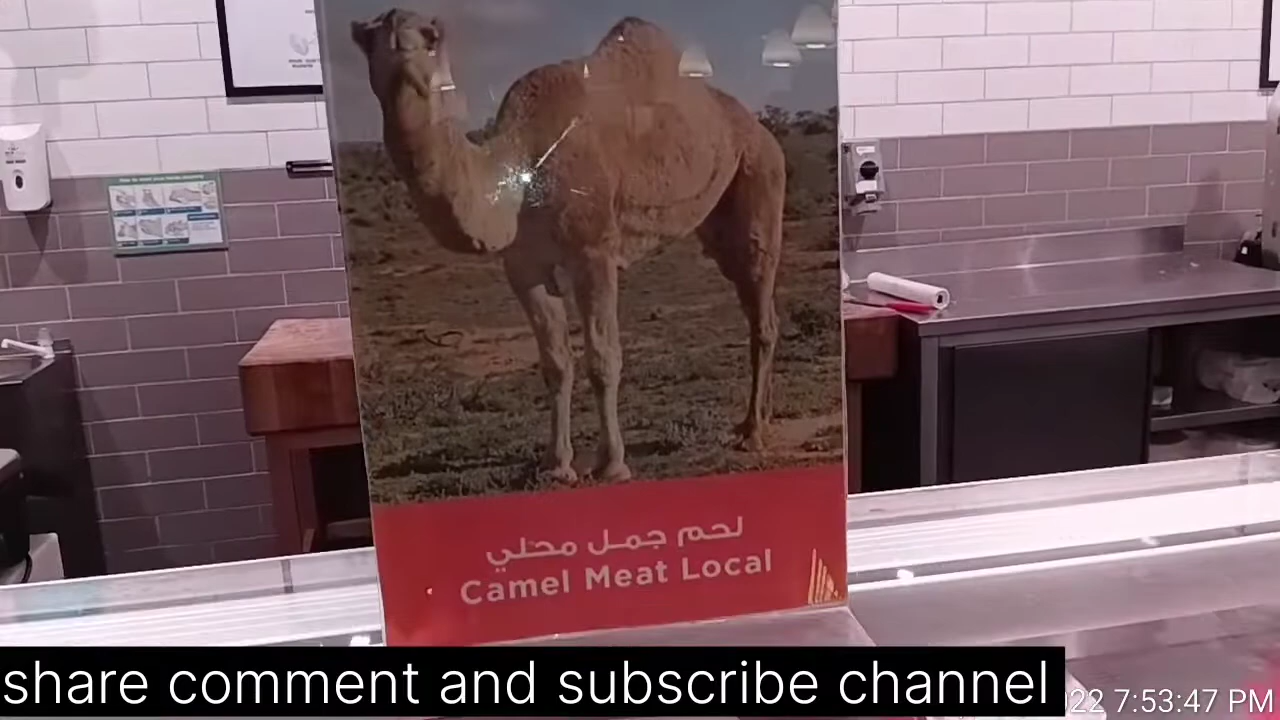 لحم جمل محلي
Camel Meat Local
share comment and subscribe channel
22 7:53:47 PM